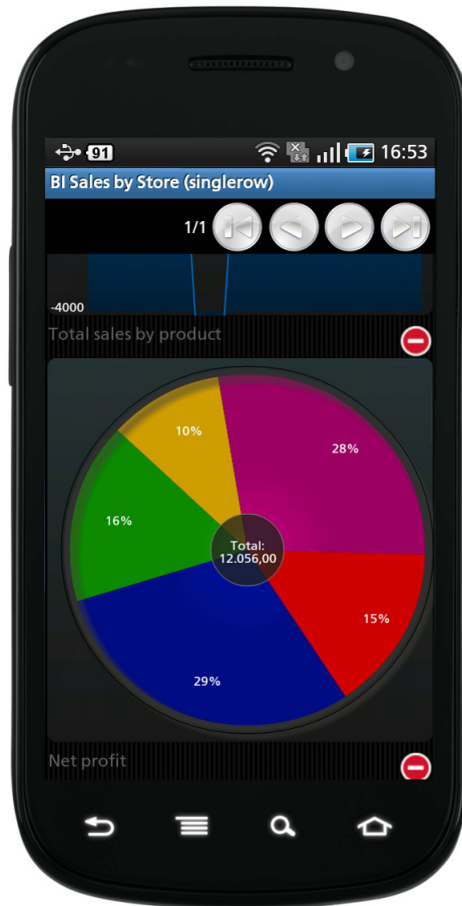 91
16:53
BI Sales by Store (singlerow)
1/1
-4000
Total sales by product
10%
28%
16%
Total:
12.056,00
15%
29%
Net profit